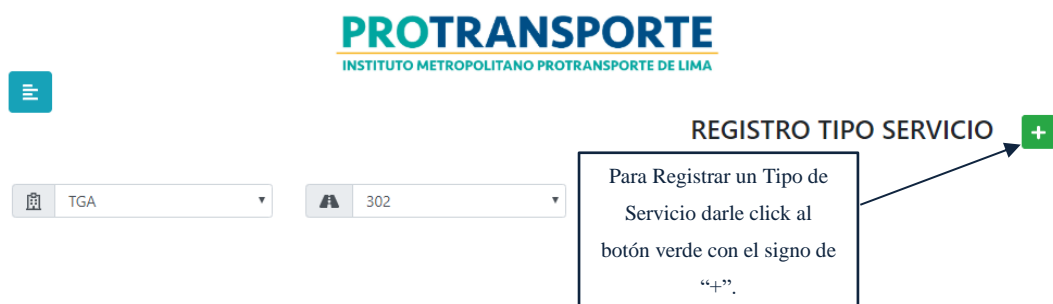 PROTRANSPORTE
INSTITUTO METROPOLITANO PROTRANSPORTE DE LIMA
REGISTRO TIPO SERVICIO +
TGA
302
Para Registrar un Tipo de
Servicio darle click al
botón verde con el signo de
“+”.